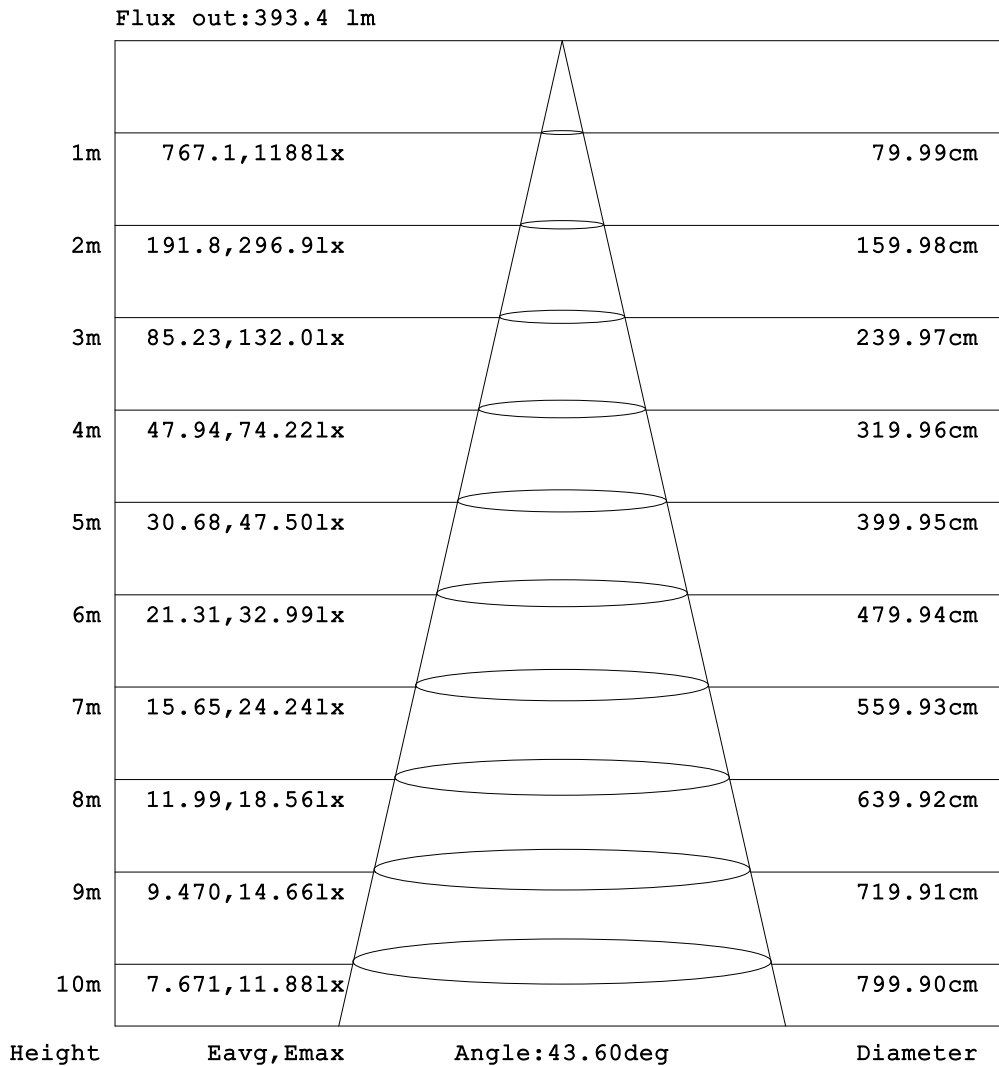 Flux out:393.4 lm
1m 767.1,1188lx 79.99cm
2m 191.8,296.9lx 159.98cm
3m 85.23,132.0lx 239.97cm
4m 47.94,74.22lx 319.96cm
5m 30.68,47.50lx 399.95cm
6m 21.31,32.99lx 479.94cm
7m 15.65,24.24lx 559.93cm
8m 11.99,18.56lx 639.92cm
9m 9.470,14.66lx 719.91cm
10m 7.671,11.88lx 799.90cm
Height Eavg,Emax Angle:43.60deg Diameter